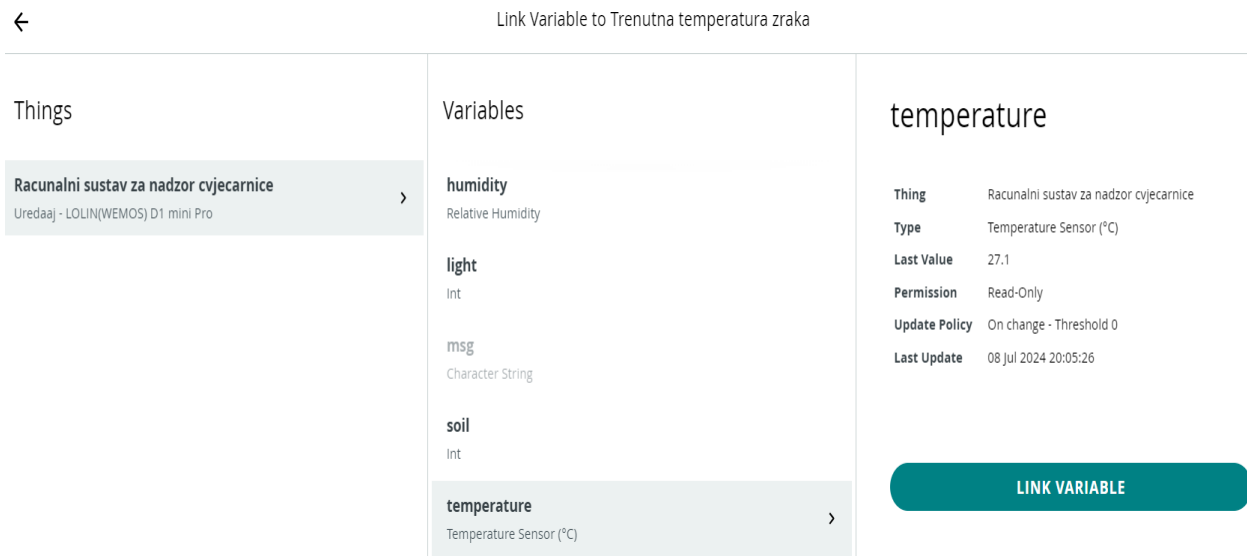 Link Variable to Trenutna temperatura zraka
Things
Racunalni sustav za nadzor cvjecarnice
Uredaaj - LOLIN(WEMOS) D1 mini Pro
Variables
humidity
Relative Humidity
light
Int
msg
Character String
soil
Int
temperature
Temperature Sensor (°C)
temperature
Thing Racunalni sustav za nadzor cvjecarnice
Type Temperature Sensor (°C)
Last Value 27.1
Permission Read-Only
Update Policy On change - Threshold 0
Last Update 08 Jul 2024 20:05:26
LINK VARIABLE